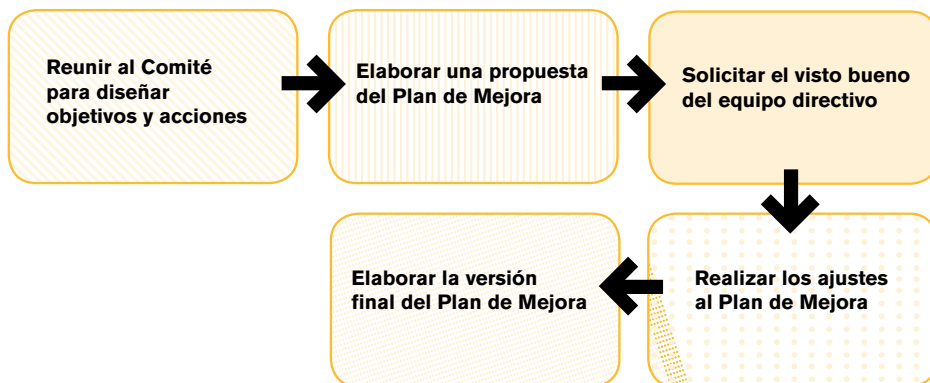 Reunir al Comité
para diseñar
objetivos y acciones
Elaborar una propuesta
del Plan de Mejora
Solicitar el visto bueno
del equipo directivo
Realizar los ajustes
al Plan de Mejora
Elaborar la versión
final del Plan de Mejora